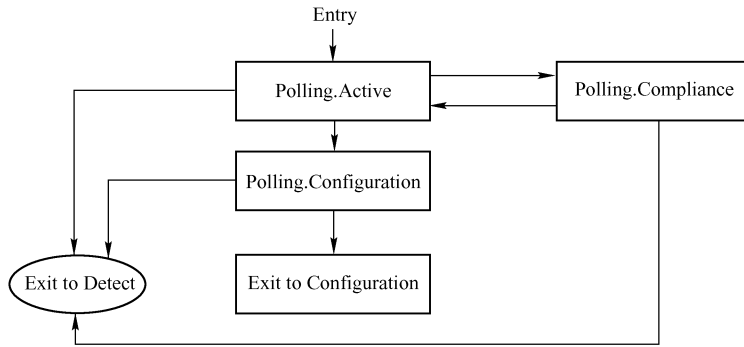 Entry
Polling.Active
Polling.Compliance
Polling.Configuration
Exit to Detect
Exit to Configuration